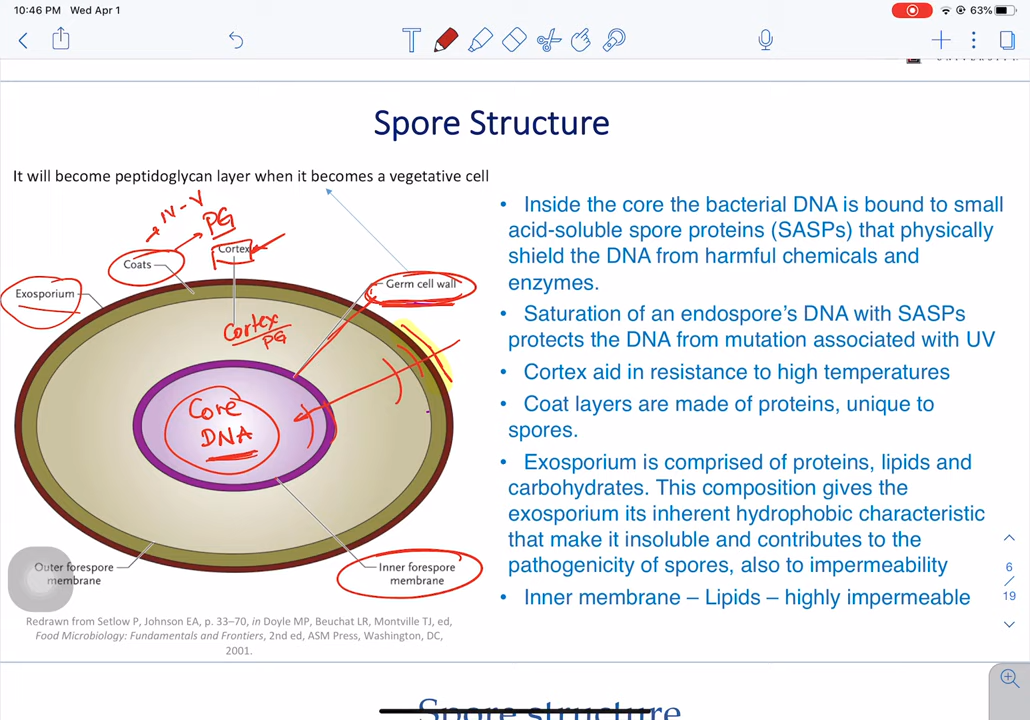 10:46 PM Wed Apr 1
63%
Spore Structure
It will become peptidoglycan layer when it becomes a vegetative cell
IV - V
PG
Cortex
Coats
Germ cell wall
Exosporium
Cortex
PG
Core
DNA
Outer forespore
membrane
Inner forespore
membrane
Redrawn from Setlow P, Johnson EA, p. 33–70, in Doyle MP, Beuchat LR, Montville TJ, ed,
Food Microbiology: Fundamentals and Frontiers, 2nd ed, ASM Press, Washington, DC,
2001.
• Inside the core the bacterial DNA is bound to small
acid-soluble spore proteins (SASPs) that physically
shield the DNA from harmful chemicals and
enzymes.
• Saturation of an endospore's DNA with SASPs
protects the DNA from mutation associated with UV
• Cortex aid in resistance to high temperatures
• Coat layers are made of proteins, unique to
spores.
• Exosporium is comprised of proteins, lipids and
carbohydrates. This composition gives the
exosporium its inherent hydrophobic characteristic
that make it insoluble and contributes to the
pathogenicity of spores, also to impermeability
• Inner membrane – Lipids – highly impermeable
6
/
19
Spore structure